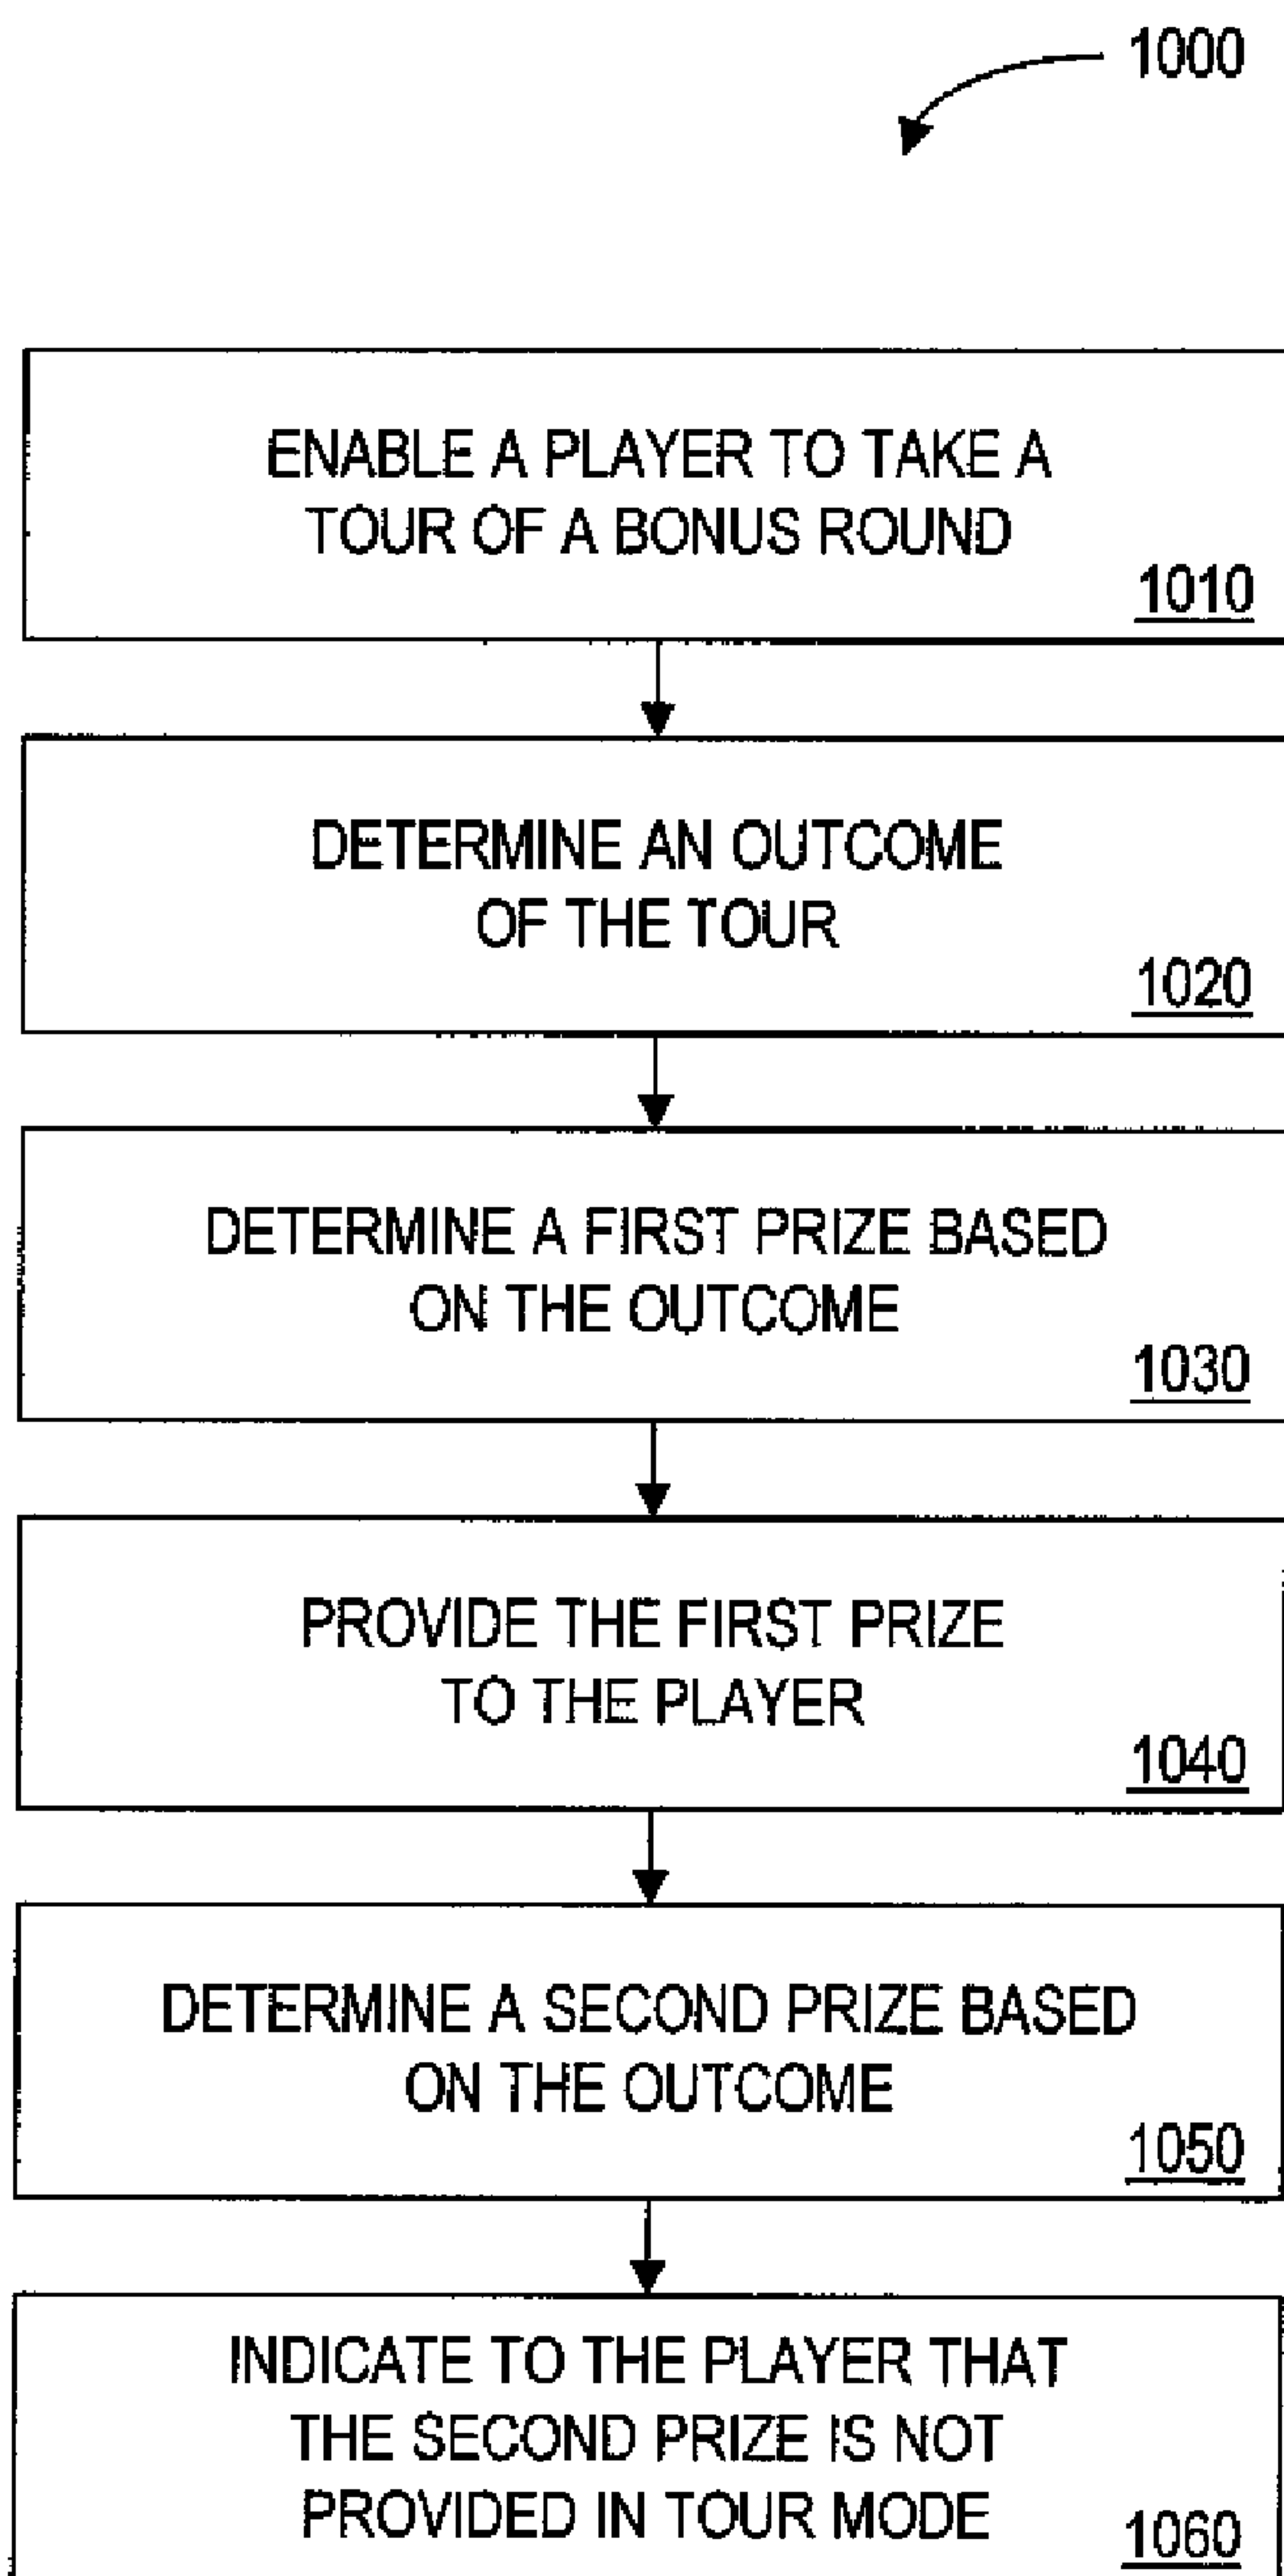 1000
ENABLE A PLAYER TO TAKE A
TOUR OF A BONUS ROUND
1010
DETERMINE AN OUTCOME
OF THE TOUR
1020
DETERMINE A FIRST PRIZE BASED
ON THE OUTCOME
1030
PROVIDE THE FIRST PRIZE
TO THE PLAYER
1040
DETERMINE A SECOND PRIZE BASED
ON THE OUTCOME
1050
INDICATE TO THE PLAYER THAT
THE SECOND PRIZE IS NOT
PROVIDED IN TOUR MODE
1060